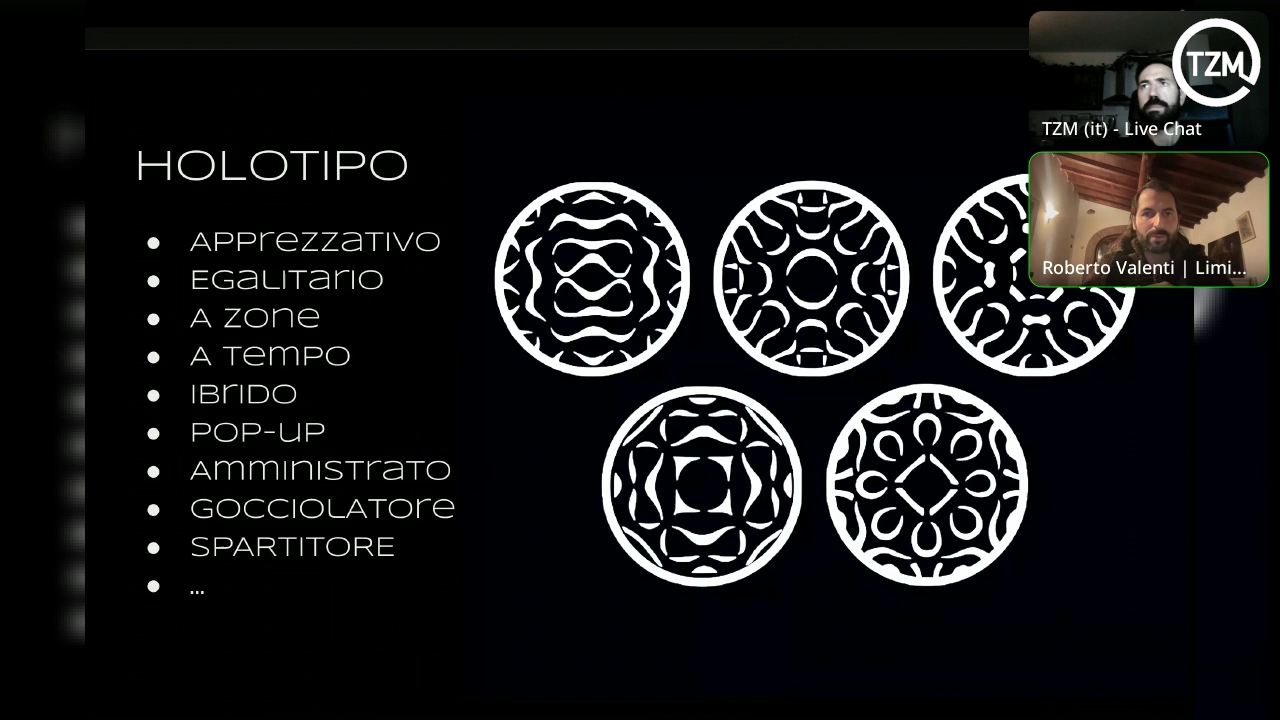 TZM
TZM (it) - Live Chat
Roberto Valenti | Limi...
HOLOTIPO
● APPrezzaTIVO
● EGaLITarIO
● A zone
● A TEMPO
● IBrIDO
● POP-uP
● AmmInISTraTO
● GOCCIOLATOre
● SPARTITORE
● ...